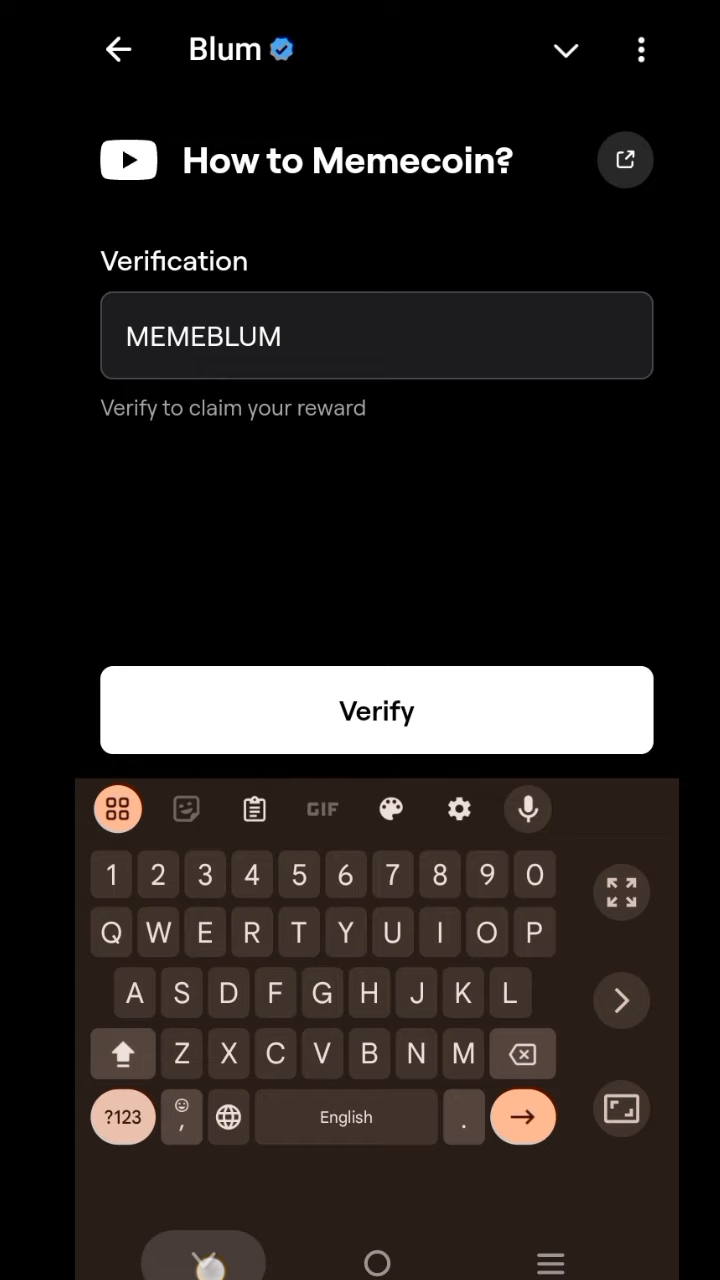 Blum
How to Memecoin?
Verification
MEMEBLUM
Verify to claim your reward
Verify
GIF
1 2 3 4 5 6 7 8 9 0
Q W E R T Y U I O P
A S D F G H J K L
Z X C V B N M
?123 , English .